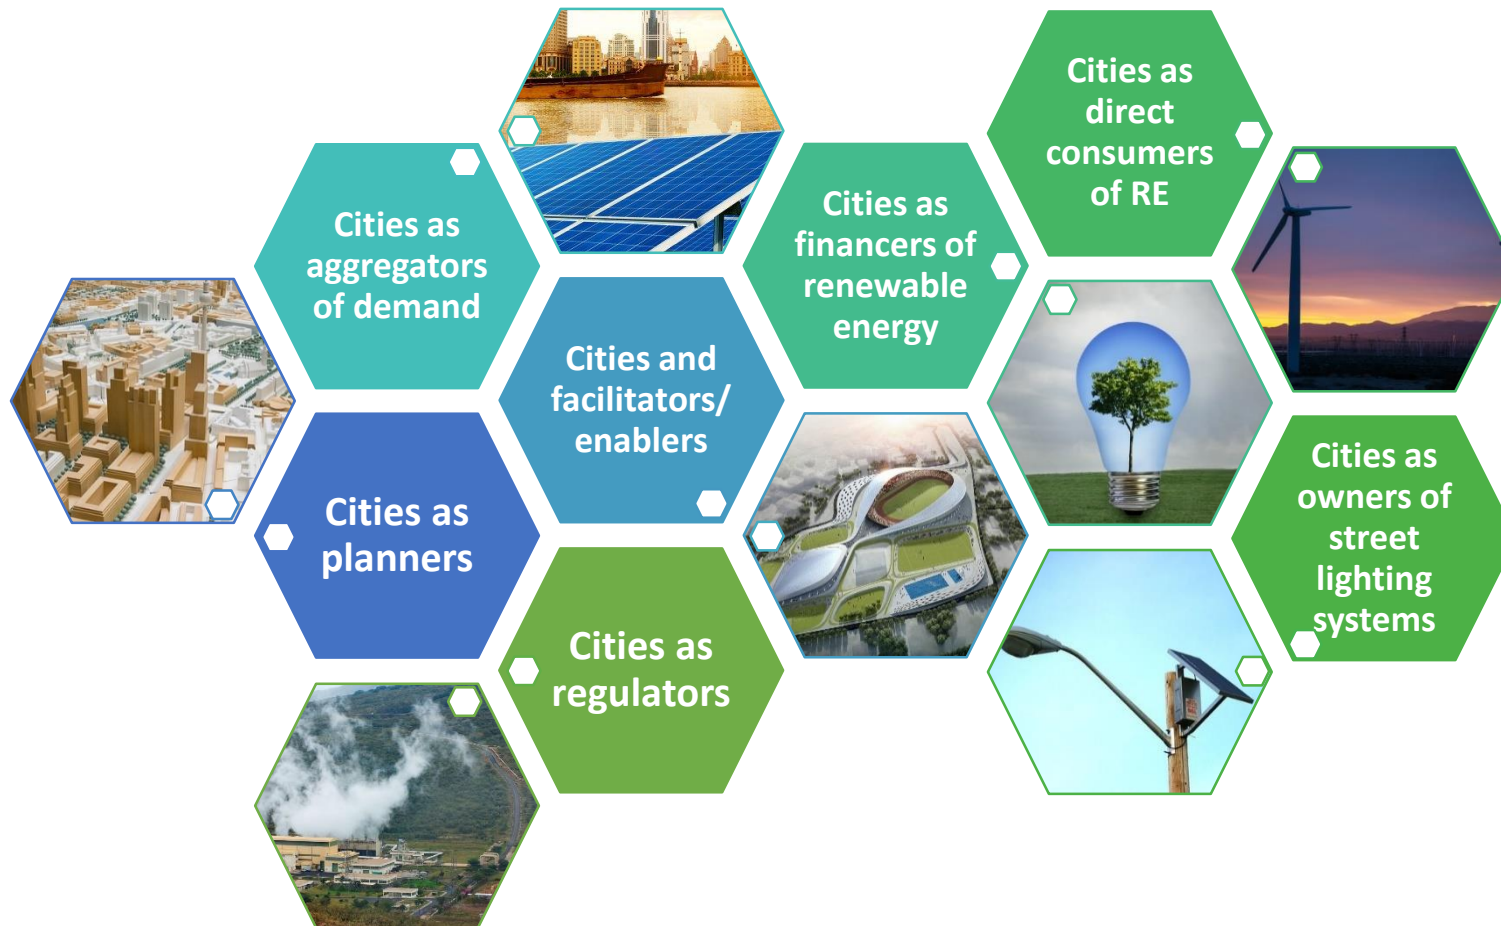 Cities as
aggregators
of demand
Cities as
planners
Cities and
facilitators/
enablers
Cities as
regulators
Cities as
financers of
renewable
energy
Cities as
direct
consumers
of RE
Cities as
owners of
street
lighting
systems